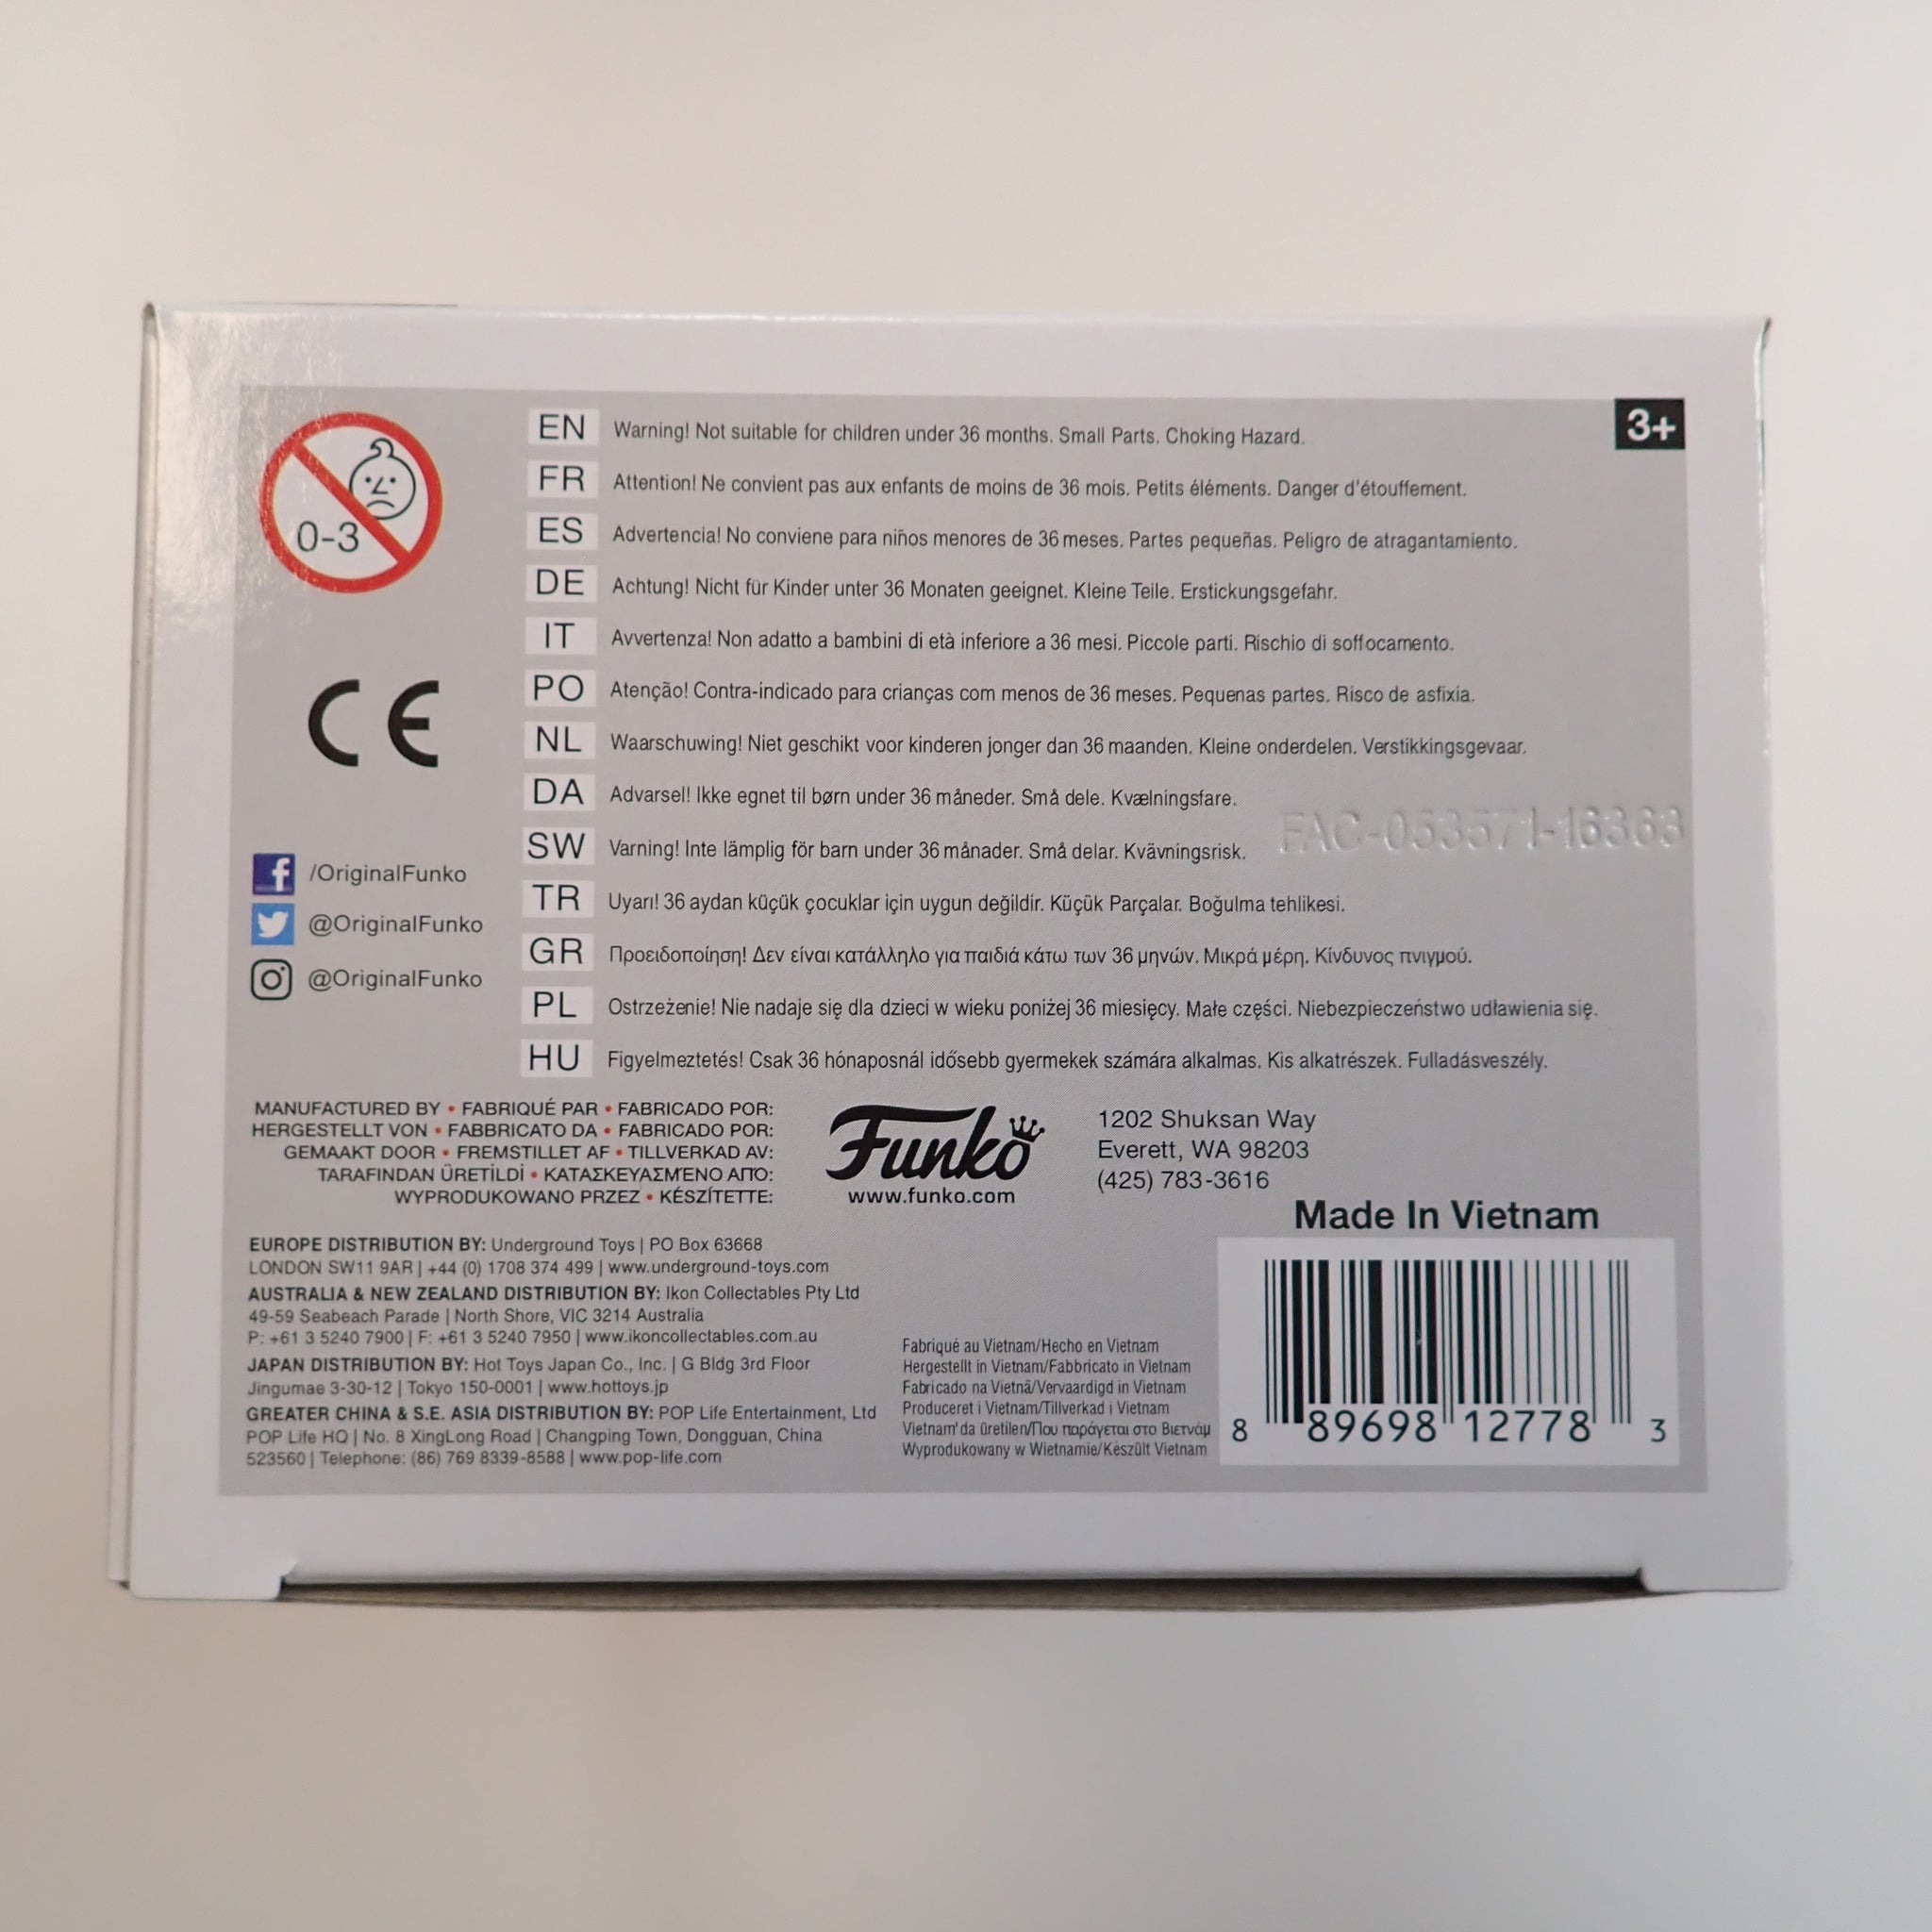 3+
0-3
EN Warning! Not suitable for children under 36 months. Small Parts. Choking Hazard.
FR Attention! Ne convient pas aux enfants de moins de 36 mois. Petits éléments. Danger d'étouffement.
ES Advertencia! No conviene para niños menores de 36 meses. Partes pequeñas. Peligro de atragantamiento.
DE Achtung! Nicht für Kinder unter 36 Monaten geeignet. Kleine Teile. Erstickungsgefahr.
IT Avvertenza! Non adatto a bambini di età inferiore a 36 mesi. Piccole parti. Rischio di soffocamento.
PO Atenção! Contra-indicado para crianças com menos de 36 meses. Pequenas partes. Risco de asfixia.
NL Waarschuwing! Niet geschikt voor kinderen jonger dan 36 maanden. Kleine onderdelen. Verstikkingsgevaar.
DA Advarsel! Ikke egnet til børn under 36 måneder. Små dele. Kvælningsfare.
SW Varning! Inte lämplig för barn under 36 månader. Små delar. Kvävningsrisk.
TR Uyarı! 36 aydan küçük çocuklar için uygun değildir. Küçük Parçalar. Boğulma tehlikesi.
GR Προειδοποίηση! Δεν είναι κατάλληλο για παιδιά κάτω των 36 μηνών. Μικρά μέρη. Κίνδυνος πνιγμού.
PL Ostrzeżenie! Nie nadaje się dla dzieci w wieku poniżej 36 miesięcy. Małe części. Niebezpieczeństwo udławienia się.
HU Figyelmeztetés! Csak 36 hónaposnál idősebb gyermekek számára alkalmas. Kis alkatrészek. Fulladásveszély.
FAC-053571-16363
CE
/OriginalFunko
@OriginalFunko
@OriginalFunko
MANUFACTURED BY • FABRIQUÉ PAR • FABRICADO POR:
HERGESTELLT VON • FABBRICATO DA • FABRICADO POR:
GEMAAKT DOOR • FREMSTILLET AF • TILLVERKAD AV:
TARAFINDAN ÜRETİLDİ • ΚΑΤΑΣΚΕΥΑΣΜΈΝΟ ΑΠΌ:
WYPRODUKOWANO PRZEZ • KÉSZÍTETTE:
Funko
www.funko.com
1202 Shuksan Way
Everett, WA 98203
(425) 783-3616
Made In Vietnam
EUROPE DISTRIBUTION BY: Underground Toys | PO Box 63668
LONDON SW11 9AR | +44 (0) 1708 374 499 | www.underground-toys.com
AUSTRALIA & NEW ZEALAND DISTRIBUTION BY: Ikon Collectables Pty Ltd
49-59 Seabeach Parade | North Shore, VIC 3214 Australia
P: +61 3 5240 7900 | F: +61 3 5240 7950 | www.ikoncollectables.com.au
JAPAN DISTRIBUTION BY: Hot Toys Japan Co., Inc. | G Bldg 3rd Floor
Jingumae 3-30-12 | Tokyo 150-0001 | www.hottoys.jp
GREATER CHINA & S.E. ASIA DISTRIBUTION BY: POP Life Entertainment, Ltd
POP Life HQ | No. 8 XingLong Road | Changping Town, Dongguan, China
523560 | Telephone: (86) 769 8339-8588 | www.pop-life.com
Fabriqué au Vietnam/Hecho en Vietnam
Hergestellt in Vietnam/Fabbricato in Vietnam
Fabricado na Vietnã/Vervaardigd in Vietnam
Produceret i Vietnam/Tillverkad i Vietnam
Vietnam'da üretilen/Που παράγεται στο Βιετνάμ
Wyprodukowany w Wietnamie/Készült Vietnam
8 89698 12778 3